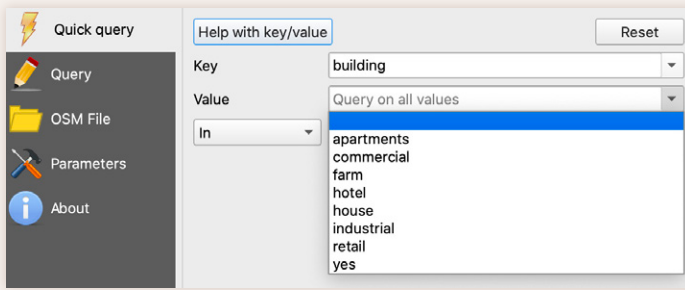 Quick query
Query
OSM File
Parameters
About
Help with key/value
Reset
Key
building
Value
Query on all values
In
apartments
commercial
farm
hotel
house
industrial
retail
yes